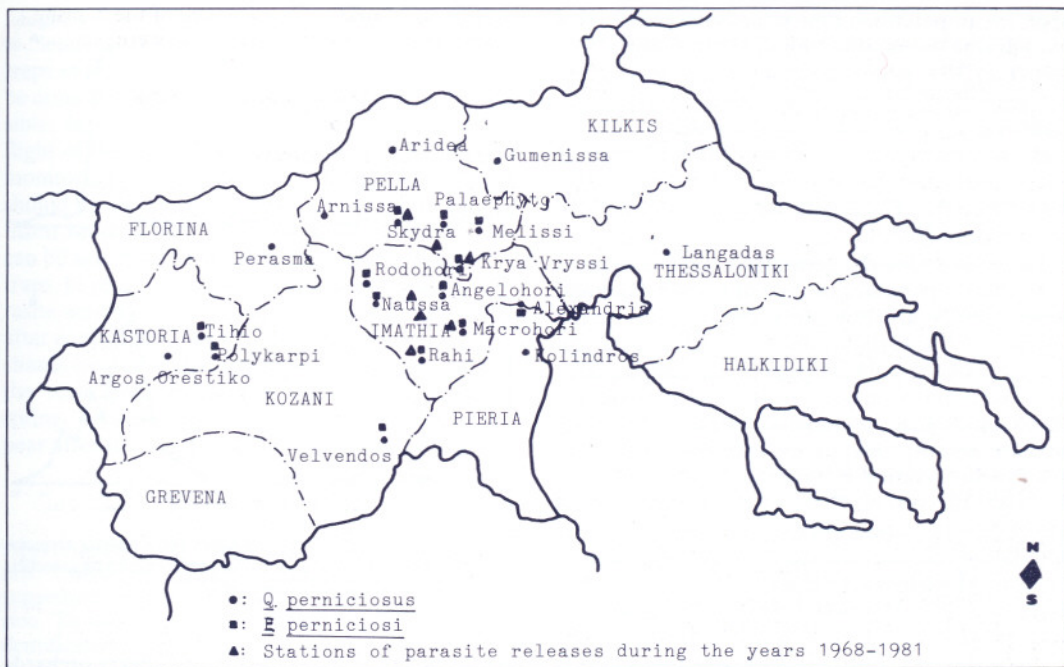 KILKIS
Aridea
Gumenissa
PELLA
Palaephyto
Arnissa
FLORINA
Skydra
Melissi
Perasma
Langadas
Krya Vryssi
THESSALONIKI
Rodohori
Angelohori
Naussa
Alexandria
KASTORIA
Tihio
IMATHIA
Macrohori
Polykarpi
Rahi
Kolindros
Argos Orestiko
HALKIDIKI
KOZANI
PIERIA
Velvendos
GREVENA
N
S
●: Q. perniciosus
■: P. perniciosi
▲: Stations of parasite releases during the years 1968-1981